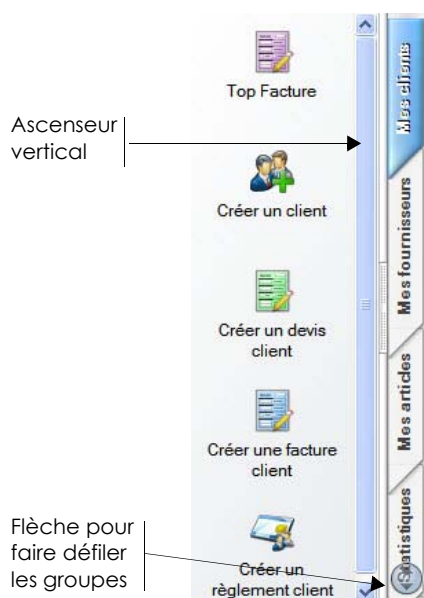 Top Facture
Ascenseur
vertical
Créer un client
Créer un devis
client
Créer une facture
client
Flèche pour
faire défiler
les groupes
Créer un
règlement client
Mes clients
Mes fournisseurs
Mes articles
Statistiques